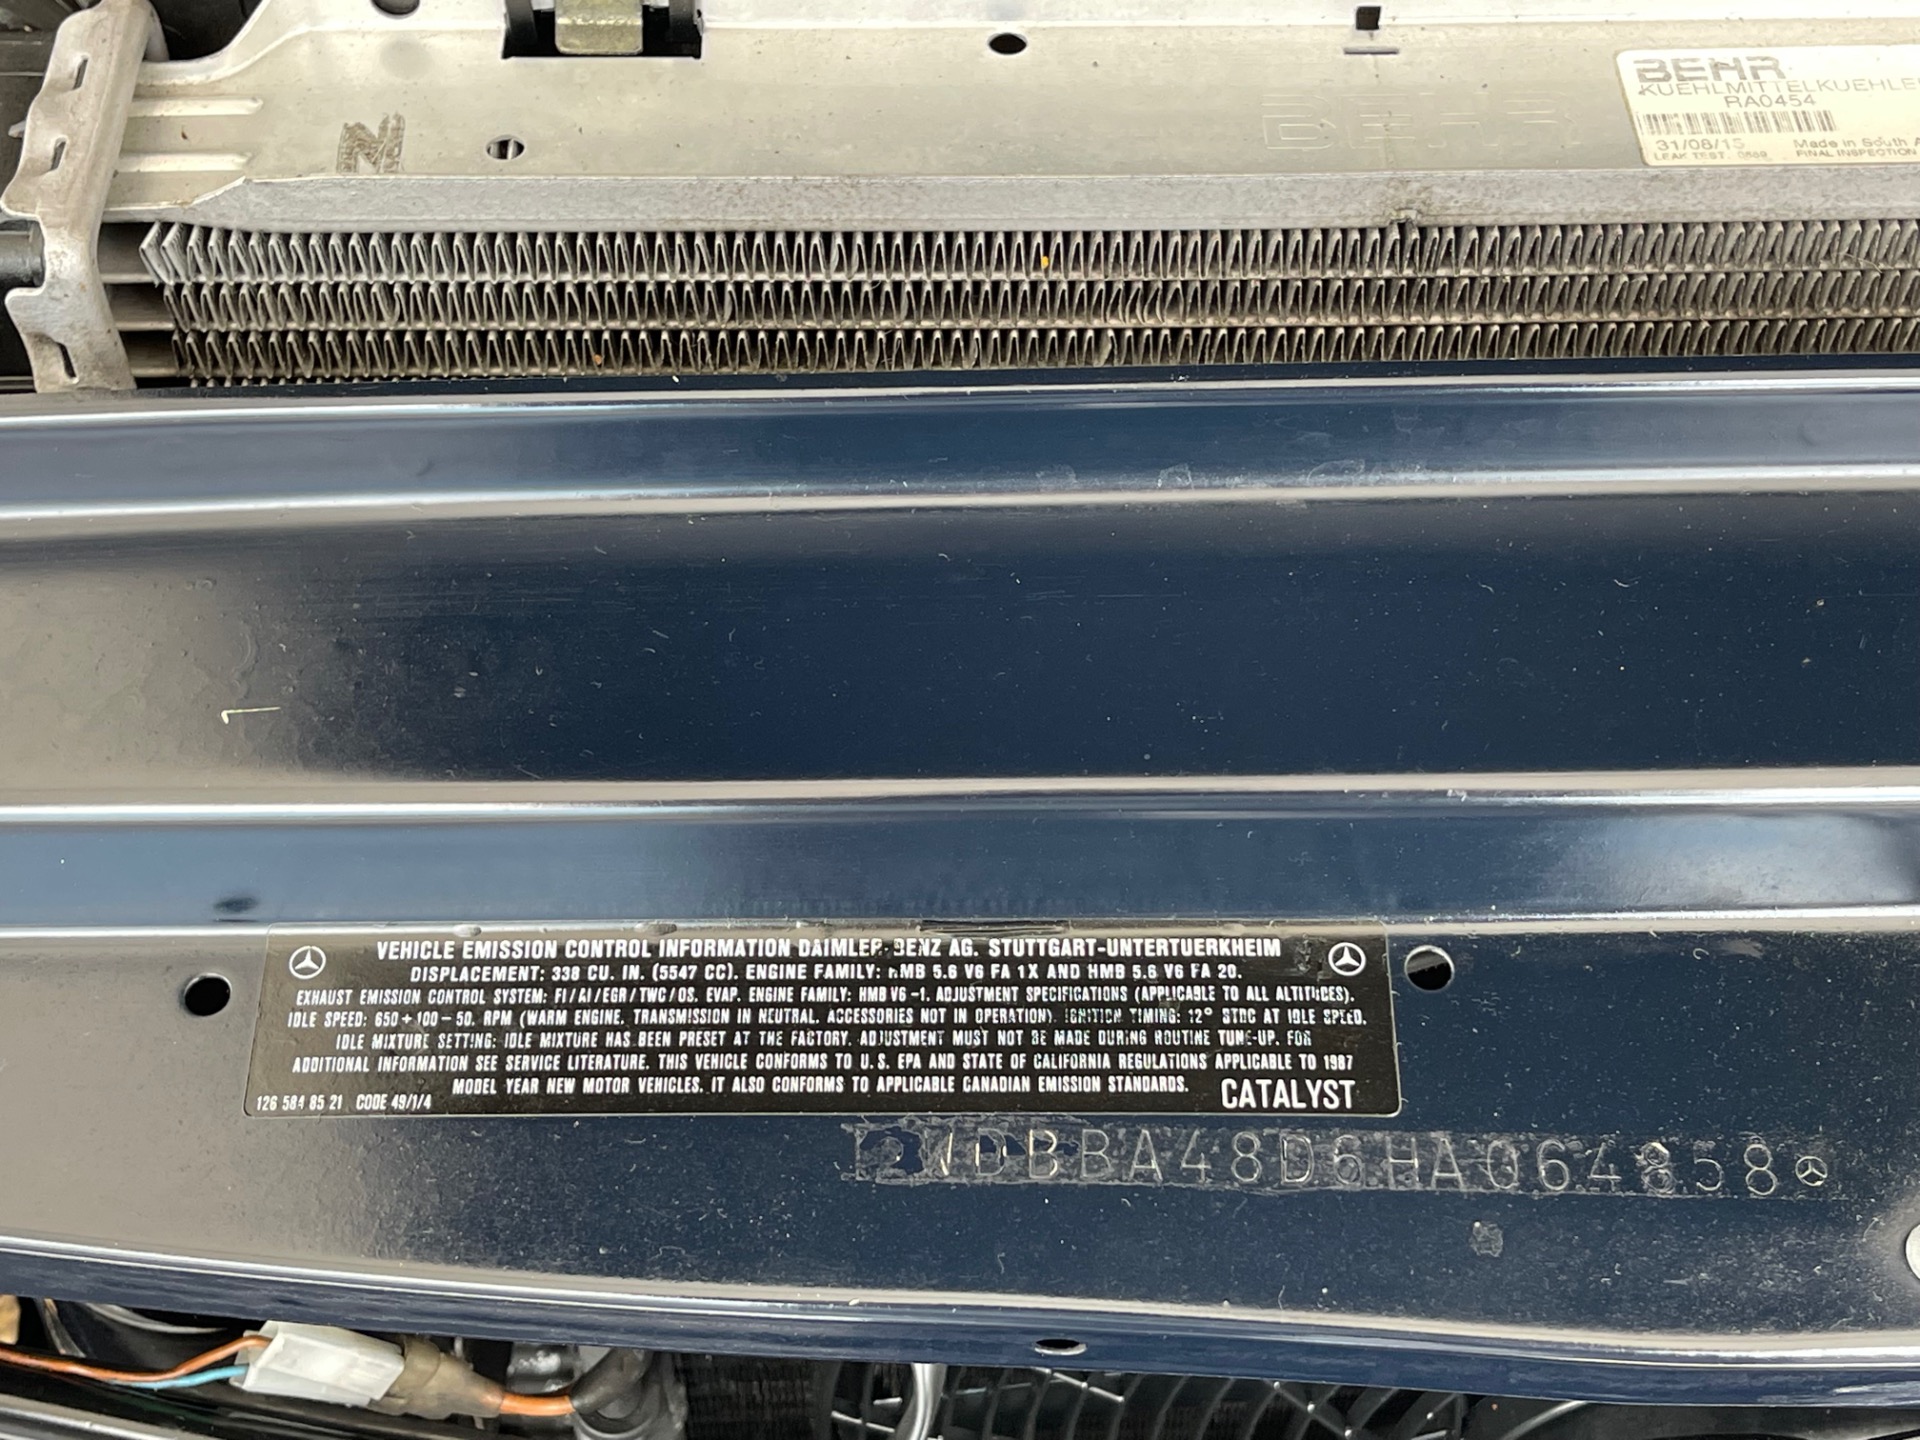 N
BEHR
BEHR
KUEHLMITTELKUEHLE
RA0454
31/08/15 Made in South A
LEAK TEST. 0869 FINAL INSPECTION
VEHICLE EMISSION CONTROL INFORMATION DAIMLER-BENZ AG. STUTTGART-UNTERTUERKHEIM
DISPLACEMENT: 338 CU. IN. (5547 CC). ENGINE FAMILY: HMB 5.6 V6 FA 1X AND HMB 5.6 V6 FA 20.
EXHAUST EMISSION CONTROL SYSTEM: FI/AI/EGR/TWC/OS. EVAP. ENGINE FAMILY: HMB V6-1. ADJUSTMENT SPECIFICATIONS (APPLICABLE TO ALL ALTITUDES).
IDLE SPEED: 650 + 100 - 50. RPM (WARM ENGINE. TRANSMISSION IN NEUTRAL. ACCESSORIES NOT IN OPERATION). IGNITION TIMING: 12° BTDC AT IDLE SPEED.
IDLE MIXTURE SETTING: IDLE MIXTURE HAS BEEN PRESET AT THE FACTORY. ADJUSTMENT MUST NOT BE MADE DURING ROUTINE TUNE-UP. FOR
ADDITIONAL INFORMATION SEE SERVICE LITERATURE. THIS VEHICLE CONFORMS TO U.S. EPA AND STATE OF CALIFORNIA REGULATIONS APPLICABLE TO 1987
MODEL YEAR NEW MOTOR VEHICLES. IT ALSO CONFORMS TO APPLICABLE CANADIAN EMISSION STANDARDS.
126 584 85 21 CODE 49/1/4 CATALYST
WDBBA48D6HA064858